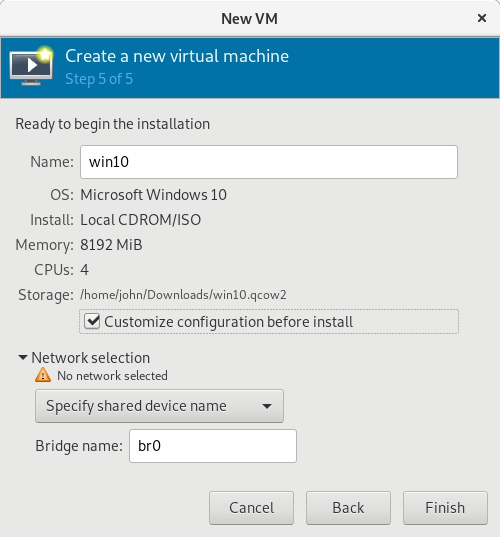 New VM
Create a new virtual machine
Step 5 of 5
Ready to begin the installation
Name: win10
OS: Microsoft Windows 10
Install: Local CDROM/ISO
Memory: 8192 MiB
CPUs: 4
Storage: /home/john/Downloads/win10.qcow2
Customize configuration before install
Network selection
No network selected
Specify shared device name
Bridge name: br0
Cancel Back Finish